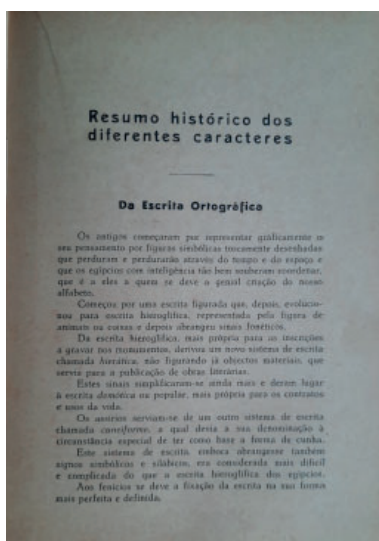 Resumo histórico dos
diferentes caracteres
Da Escrita Ortográfica
Os antigos começaram por representar gràficamente o
seu pensamento por figuras simbólicas toscamente desenhadas
que perduram e perdurarão através do tempo e do espaço e
que os egípcios com inteligência tão bem souberam coordenar,
que é a eles a quem se deve a genial criação do nosso
alfabeto.
Começou por uma escrita figurada que, depois, evolucio-
nou para escrita hieroglífica, representada pela figura de
animais ou coisas e depois abrangeu sinais fonéticos.
Da escrita hieroglífica, mais própria para as inscrições
a gravar nos monumentos, derivou um novo sistema de escrita
chamada hierática, não figurando já objectos materiais, que
servia para a publicação de obras literárias.
Estes sinais simplificaram-se ainda mais e deram lugar
à escrita demótica ou popular, mais própria para os contratos
e usos da vida.
Os assírios serviam-se de um outro sistema de escrita
chamada cuneiforme, a qual devia a sua denominação à
circunstância especial de ter como base a forma de cunha.
Este sistema de escrita, embora abrangesse também
signos simbólicos e silábicos, era considerada mais difícil
e complicada do que a escrita hieroglífica dos egípcios.
Aos fenícios se deve a fixação da escrita na sua forma
mais perfeita e definida.